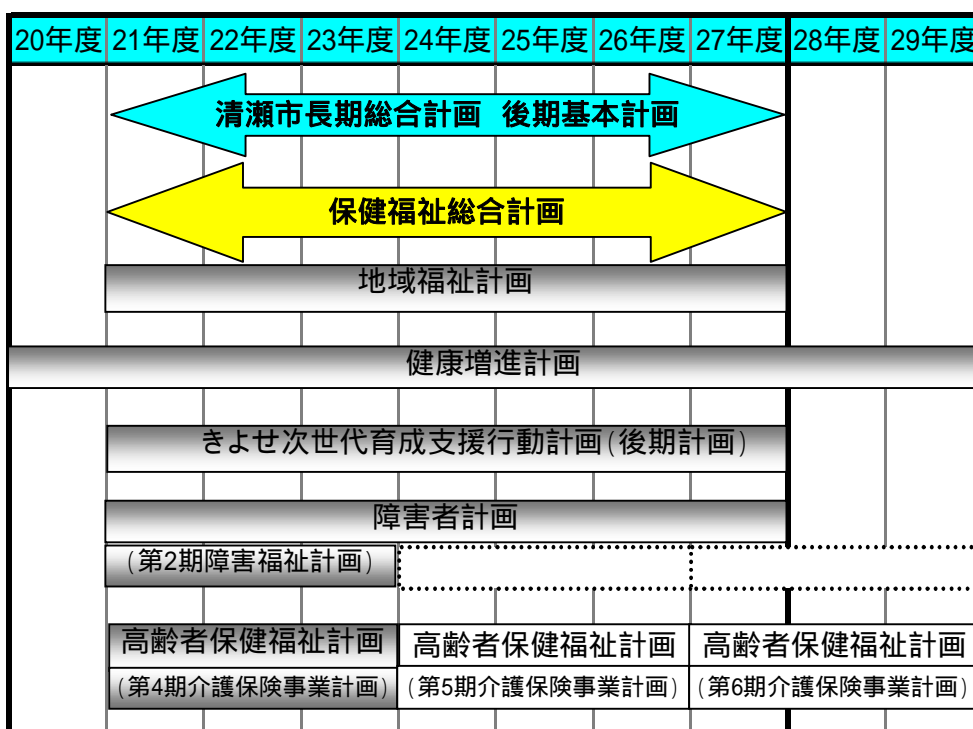 20年度 21年度 22年度 23年度 24年度 25年度 26年度 27年度 28年度 29年度
清瀬市長期総合計画 後期基本計画
保健福祉総合計画
地域福祉計画
健康増進計画
きよせ次世代育成支援行動計画(後期計画)
障害者計画
(第2期障害福祉計画)
高齢者保健福祉計画 高齢者保健福祉計画 高齢者保健福祉計画
(第4期介護保険事業計画) (第5期介護保険事業計画) (第6期介護保険事業計画)